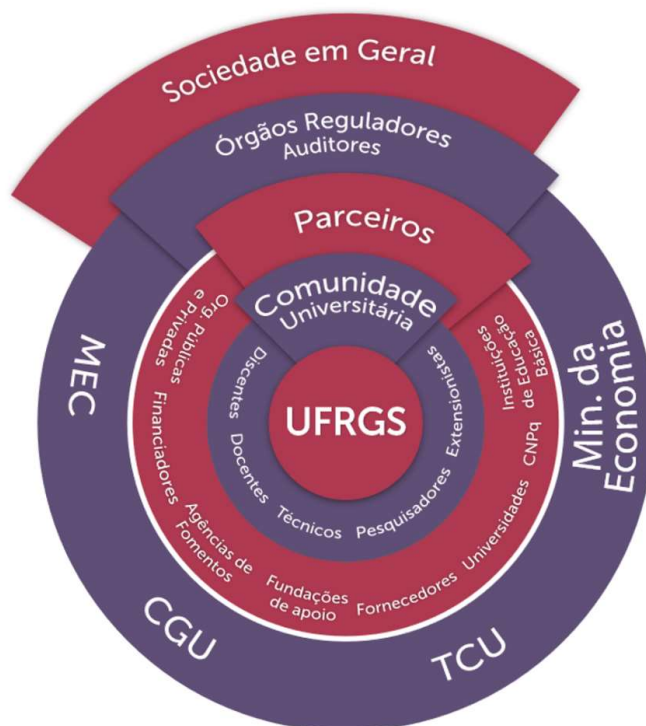 Sociedade em Geral
Órgãos Reguladores
Auditores
Parceiros
Comunidade
Universitária
UFRGS
Discentes
Docentes
Técnicos
Pesquisadores
Extensionistas
Org. Públicas
e Privadas
Financiadores
Agências de
Fomentos
Fundações
de apoio
Fornecedores
Universidades
CNPq
Instituições
de Educação
Básica
MEC
CGU
TCU
Min. da
Economia